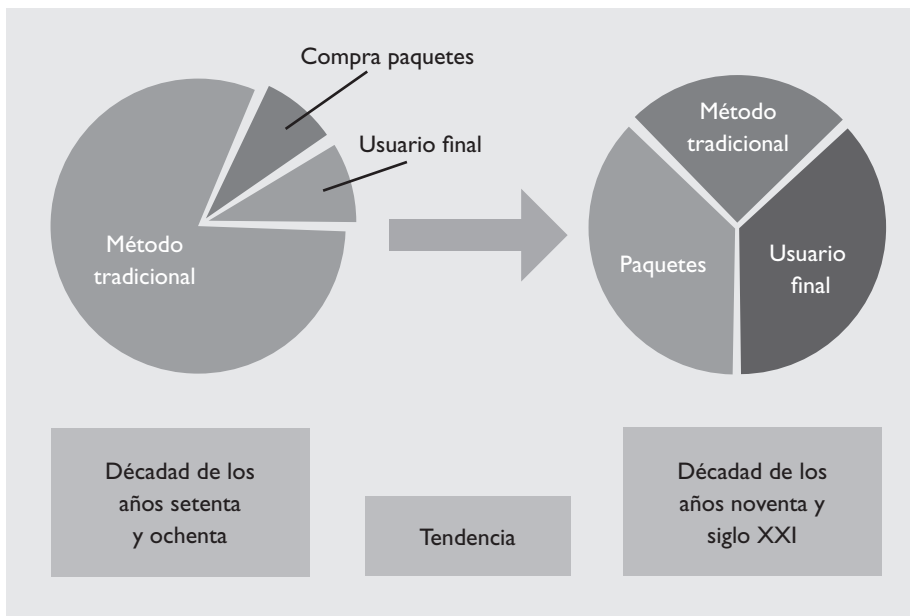 Compra paquetes
Usuario final
Método
tradicional
Método
tradicional
Paquetes
Usuario
final
Décadad de los
años setenta
y ochenta
Tendencia
Décadad de los
años noventa y
siglo XXI